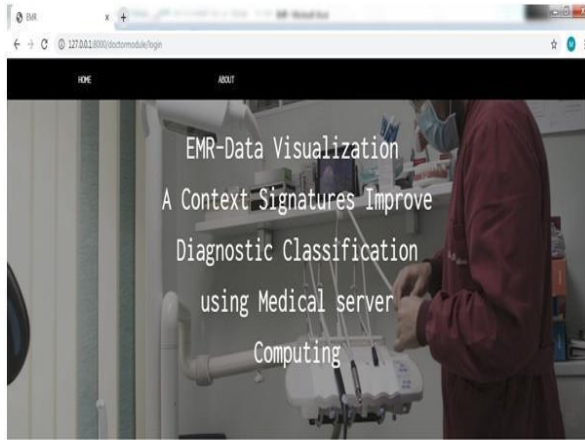 EMR
127.0.0.1:8000/doctormodule/login
HOME
ABOUT
EMR-Data Visualization
A Context Signatures Improve
Diagnostic Classification
using Medical server
Computing